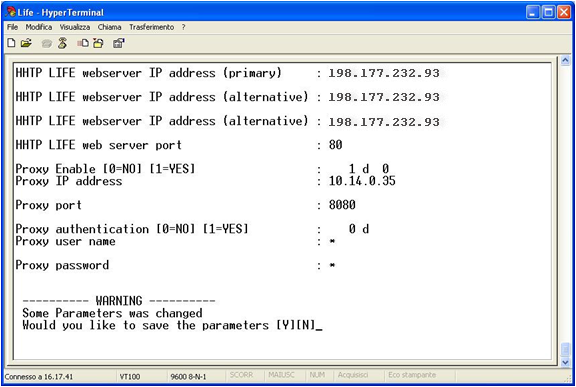 Life - HyperTerminal
File Modifica Visualizza Chiama Trasferimento ?
HHTP LIFE webserver IP address (primary) : 198.177.232.93
HHTP LIFE webserver IP address (alternative) : 198.177.232.93
HHTP LIFE webserver IP address (alternative) : 198.177.232.93
HHTP LIFE web server port : 80
Proxy Enable [0=NO] [1=YES] : 1 d 0
Proxy IP address : 10.14.0.35
Proxy port : 8080
Proxy authentication [0=NO] [1=YES] : 0 d
Proxy user name : *
Proxy password : *
---------- WARNING ----------
Some Parameters was changed
Would you like to save the parameters [Y][N]_
Connesso a 16.17.41 VT100 9600 8-N-1 SCORR MAIUSC NUM Acquisisci Eco stampante